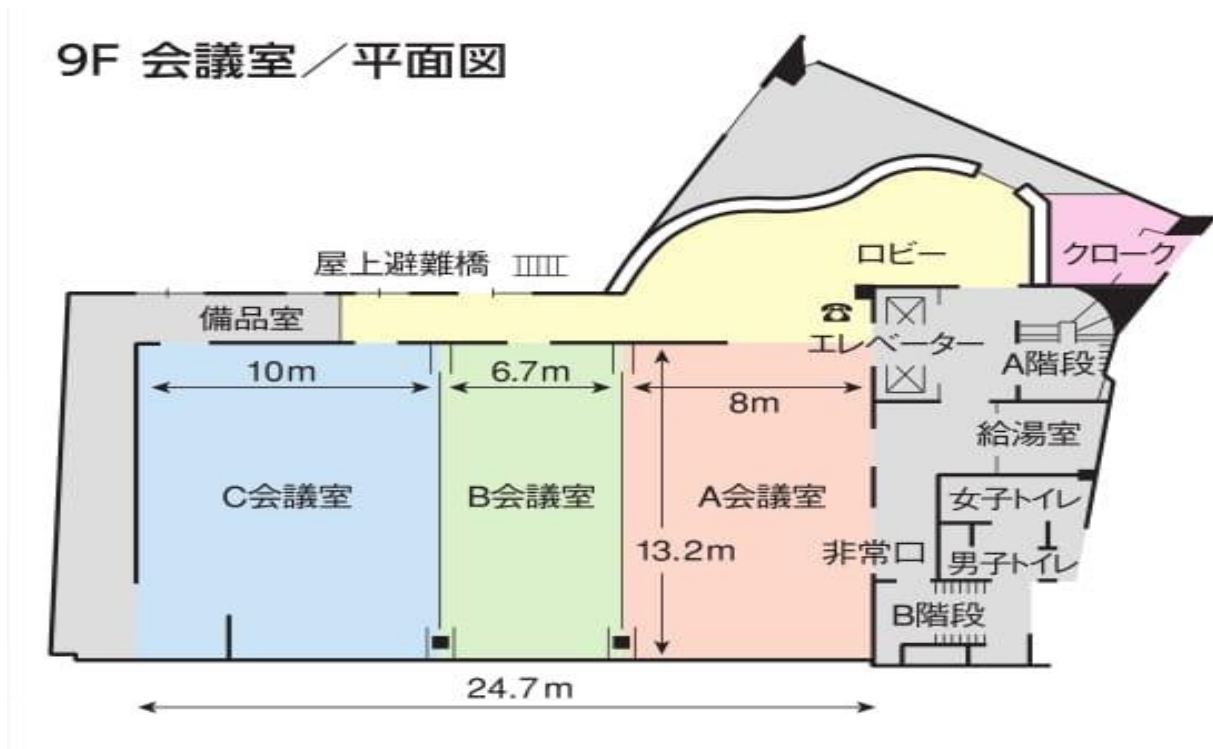 9F 会議室／平面図
屋上避難橋
ロビー
クローク
備品室
エレベーター
A階段
10m
6.7m
8m
給湯室
C会議室
B会議室
A会議室
女子トイレ
13.2m
非常口
男子トイレ
B階段
24.7m